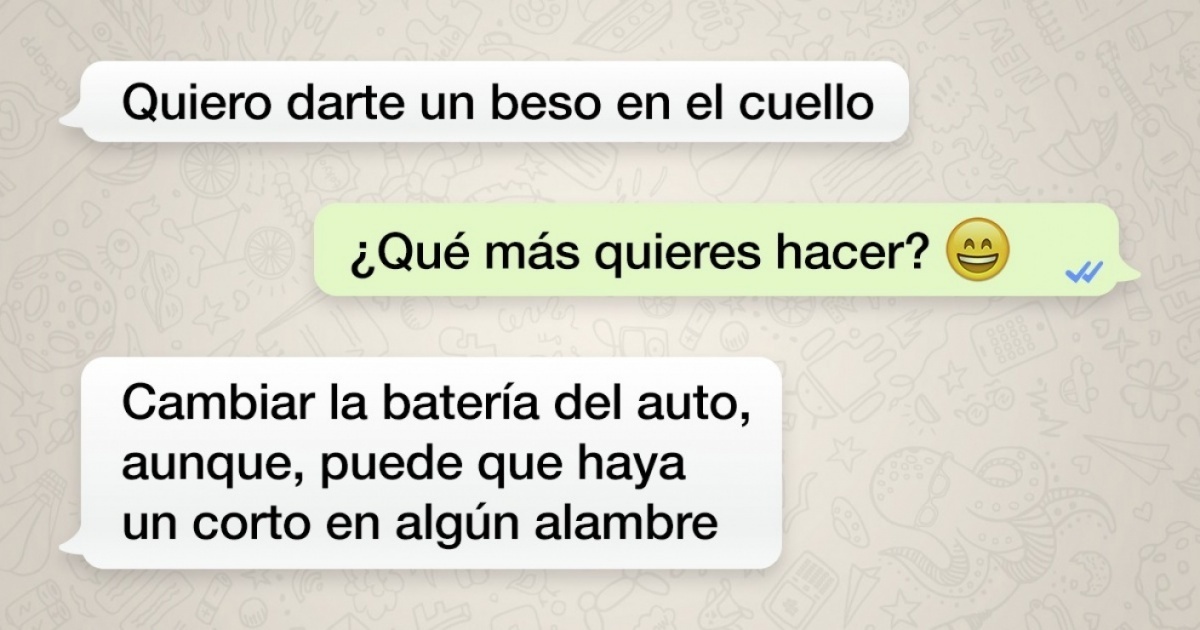 Quiero darte un beso en el cuello
¿Qué más quieres hacer? 😄
Cambiar la batería del auto,
aunque, puede que haya
un corto en algún alambre